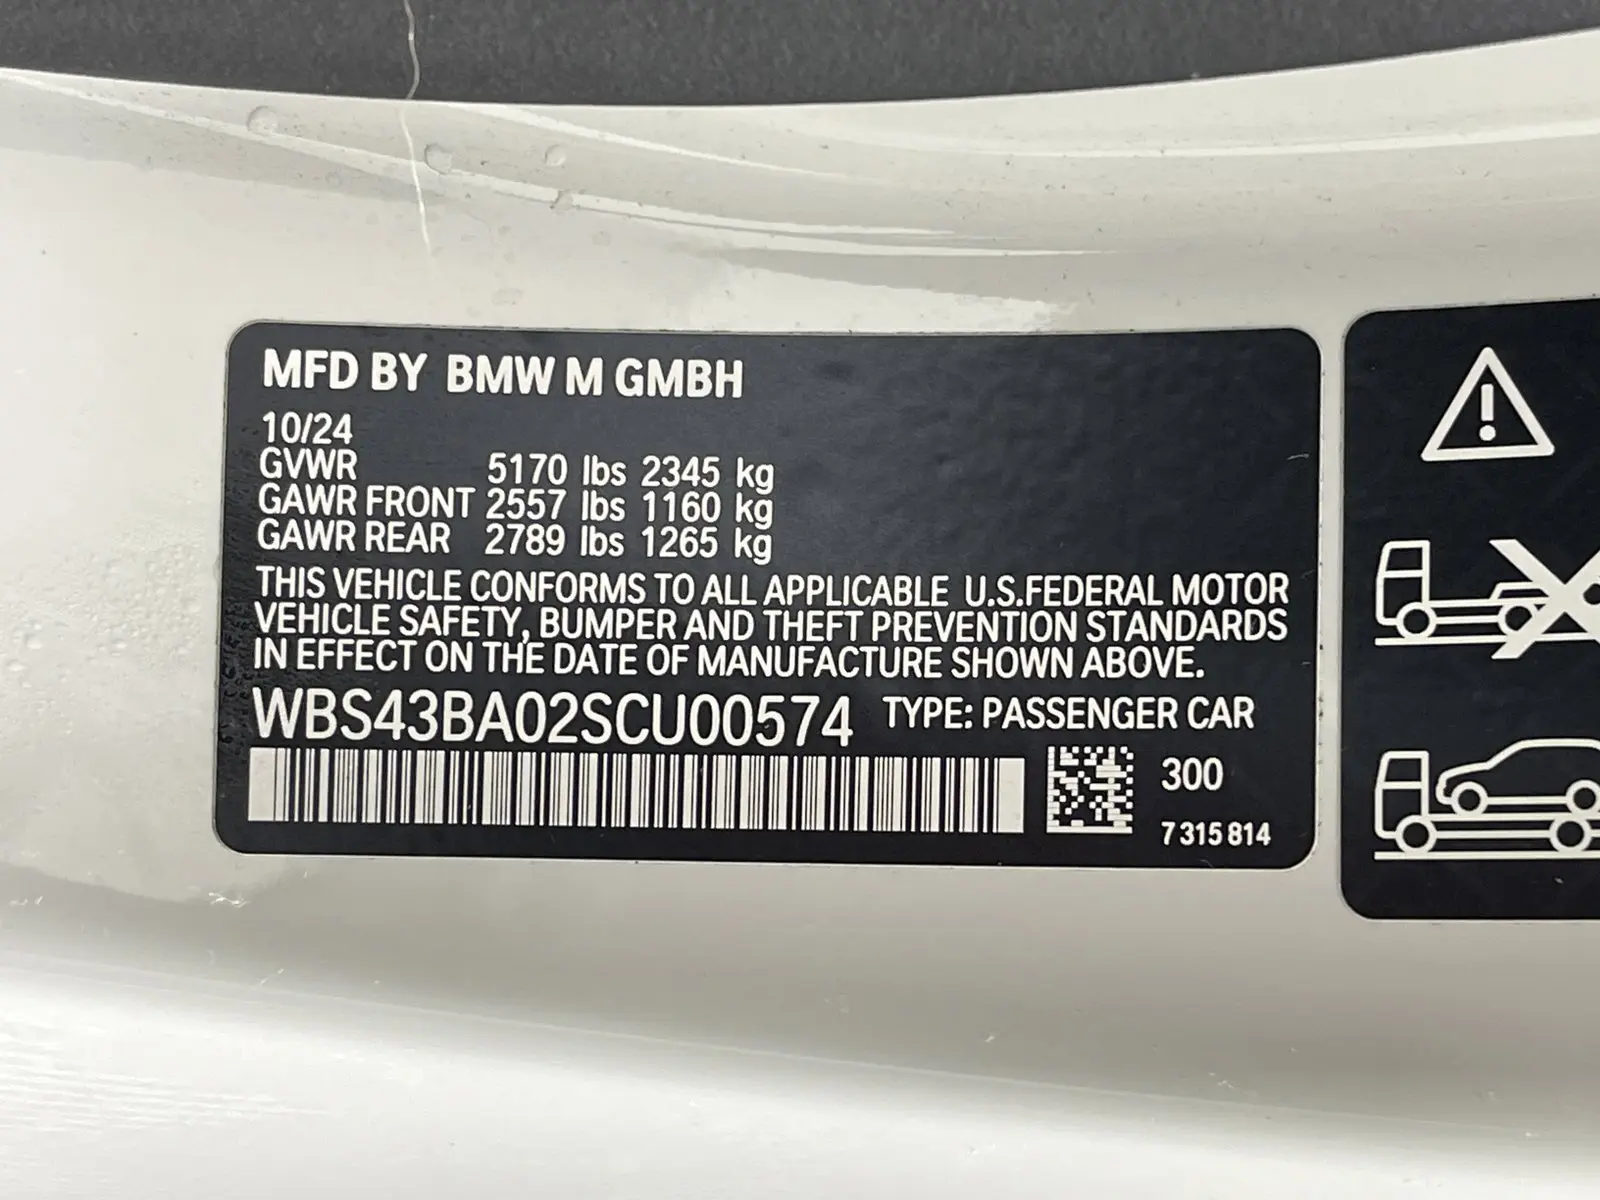 MFD BY BMW M GMBH
10/24
GVWR 5170 lbs 2345 kg
GAWR FRONT 2557 lbs 1160 kg
GAWR REAR 2789 lbs 1265 kg
THIS VEHICLE CONFORMS TO ALL APPLICABLE U.S.FEDERAL MOTOR
VEHICLE SAFETY, BUMPER AND THEFT PREVENTION STANDARDS
IN EFFECT ON THE DATE OF MANUFACTURE SHOWN ABOVE.
WBS43BA02SCU00574 TYPE: PASSENGER CAR
300
7 315 814